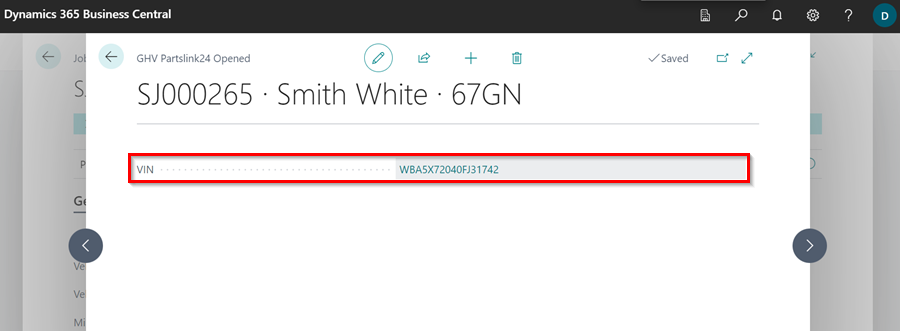 Dynamics 365 Business Central
D
Job
GHV Partslink24 Opened
Saved
SJ000265 · Smith White · 67GN
SJ
P
VIN WBA5X72040FJ31742
Ge
Ve
Ve
Mi